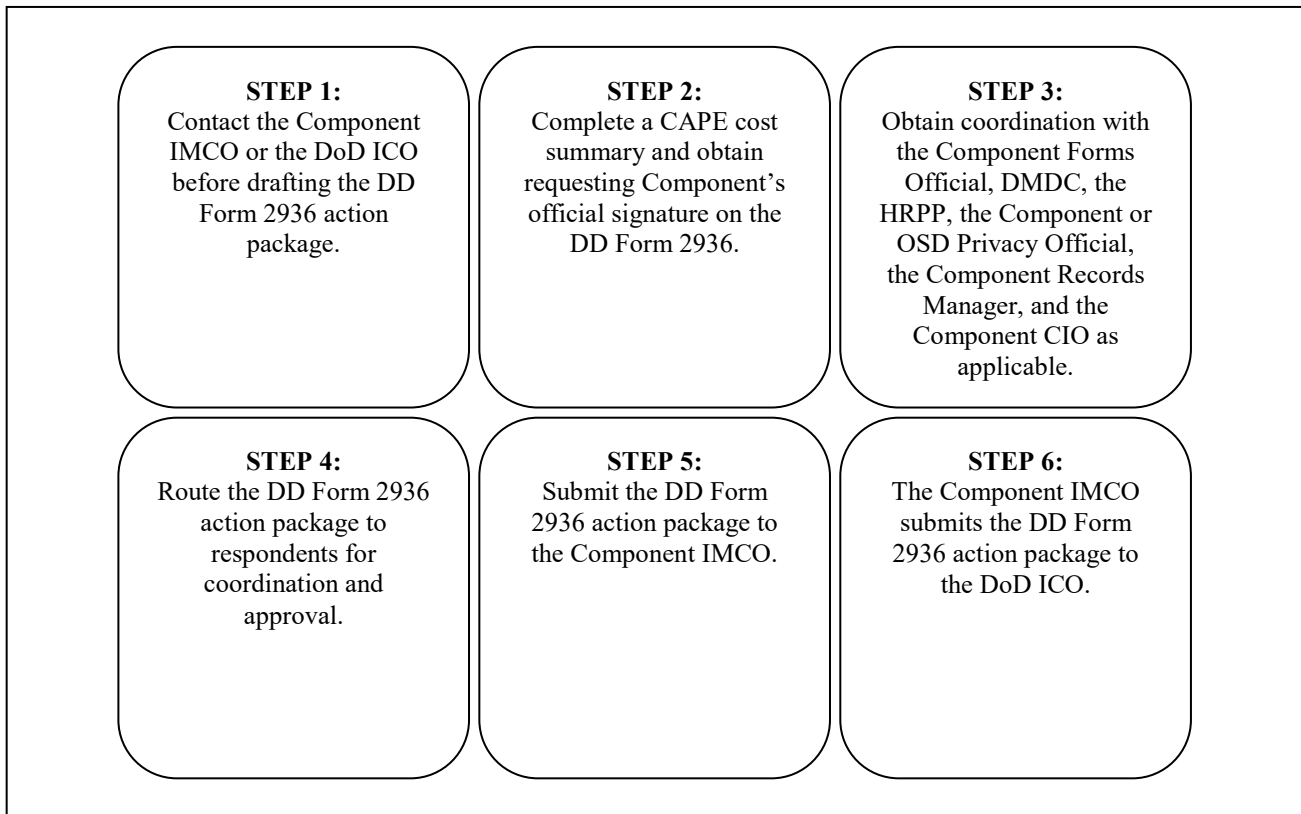 STEP 1:
Contact the Component
IMCO or the DoD ICO
before drafting the DD
Form 2936 action
package.
STEP 2:
Complete a CAPE cost
summary and obtain
requesting Component’s
official signature on the
DD Form 2936.
STEP 3:
Obtain coordination with
the Component Forms
Official, DMDC, the
HRPP, the Component or
OSD Privacy Official,
the Component Records
Manager, and the
Component CIO as
applicable.
STEP 4:
Route the DD Form 2936
action package to
respondents for
coordination and
approval.
STEP 5:
Submit the DD Form
2936 action package to
the Component IMCO.
STEP 6:
The Component IMCO
submits the DD Form
2936 action package to
the DoD ICO.